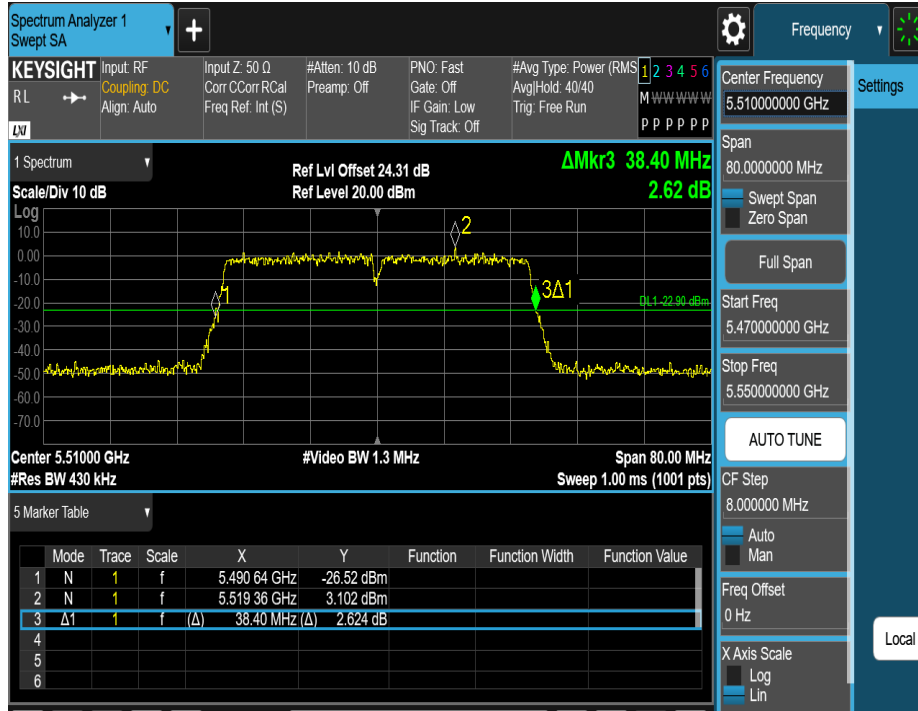 Spectrum Analyzer 1
Swept SA
+
Frequency
KEYSIGHT
RL
LXI
Input: RF
Coupling: DC
Align: Auto
Input Z: 50 Ω
Corr CCorr RCal
Freq Ref: Int (S)
#Atten: 10 dB
Preamp: Off
PNO: Fast
Gate: Off
IF Gain: Low
Sig Track: Off
#Avg Type: Power (RMS
Avg|Hold: 40/40
Trig: Free Run
1 2 3 4 5 6
M W W W W W
P P P P P P
Center Frequency
5.510000000 GHz
Settings
Span
80.0000000 MHz
Swept Span
Zero Span
Full Span
Start Freq
5.470000000 GHz
Stop Freq
5.550000000 GHz
AUTO TUNE
CF Step
8.000000 MHz
Auto
Man
Freq Offset
0 Hz
Local
X Axis Scale
Log
Lin
1 Spectrum
Scale/Div 10 dB
Ref Lvl Offset 24.31 dB
Ref Level 20.00 dBm
ΔMkr3 38.40 MHz
2.62 dB
Log
10.0
0.00
-10.0
-20.0
-30.0
-40.0
-50.0
-60.0
-70.0
1
2
3Δ1
DL1 -22.90 dBm
Center 5.51000 GHz
#Video BW 1.3 MHz
Span 80.00 MHz
#Res BW 430 kHz
Sweep 1.00 ms (1001 pts)
5 Marker Table
Mode Trace Scale X Y Function Function Width Function Value
1 N 1 f 5.490 64 GHz -26.52 dBm
2 N 1 f 5.519 36 GHz 3.102 dBm
3 Δ1 1 f (Δ) 38.40 MHz (Δ) 2.624 dB
4
5
6